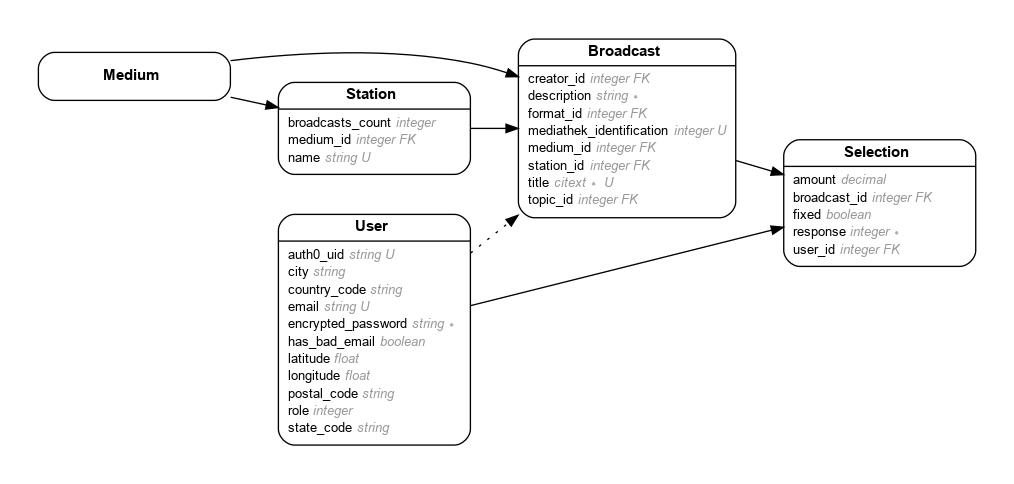 Medium
Station
broadcasts_count integer
medium_id integer FK
name string U
User
auth0_uid string U
city string
country_code string
email string U
encrypted_password string *
has_bad_email boolean
latitude float
longitude float
postal_code string
role integer
state_code string
Broadcast
creator_id integer FK
description string *
format_id integer FK
mediathek_identification integer U
medium_id integer FK
station_id integer FK
title citext * U
topic_id integer FK
Selection
amount decimal
broadcast_id integer FK
fixed boolean
response integer *
user_id integer FK